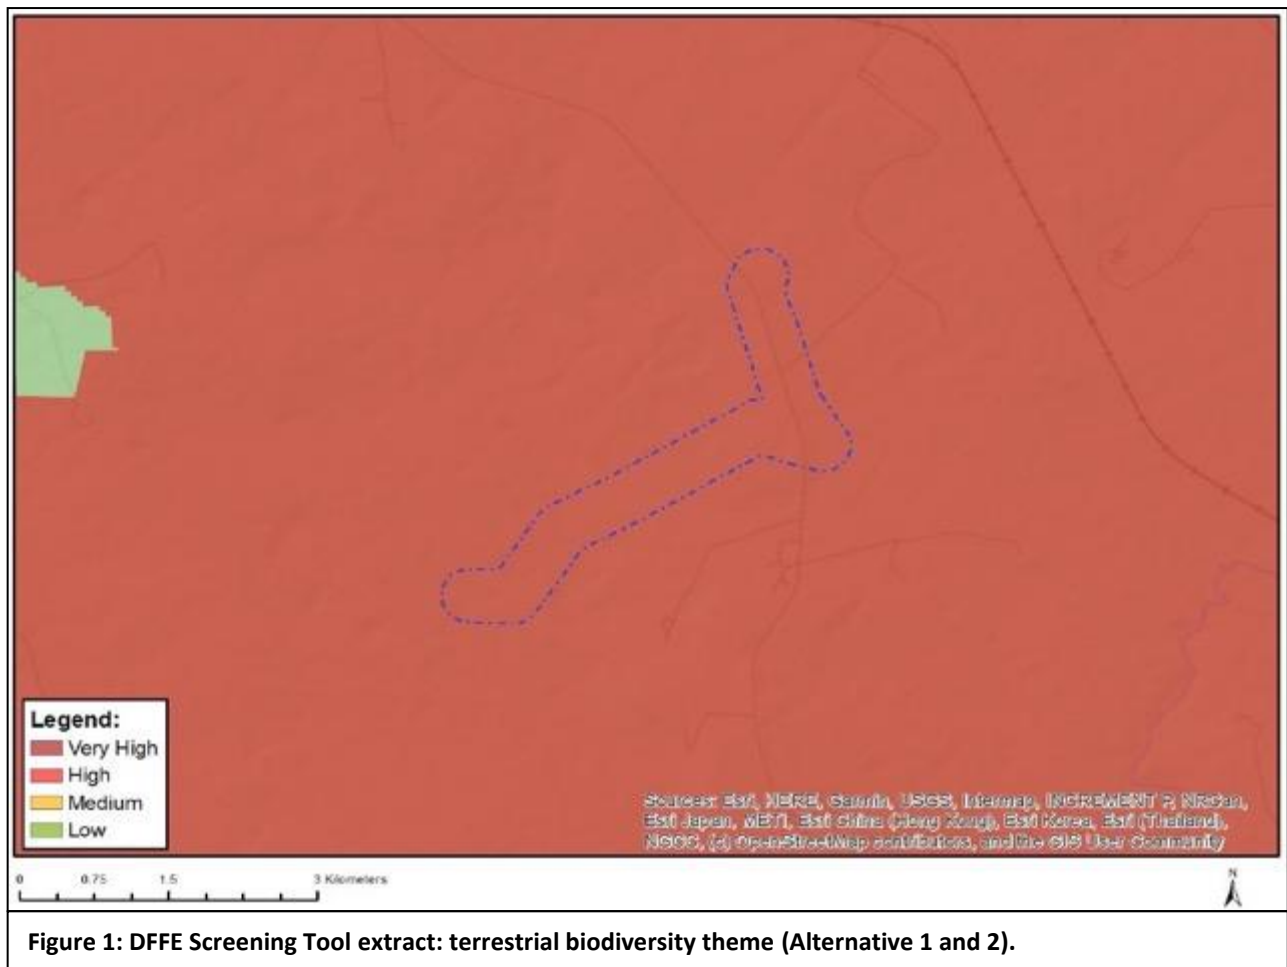 Legend:
Very High
High
Medium
Low
Sources: Esri, HERE, Garmin, USGS, Intermap, INCREMENT P, NRCan,
Esri Japan, METI, Esri China (Hong Kong), Esri Korea, Esri (Thailand),
NGCC, (c) OpenStreetMap contributors, and the GIS User Community
0 0.75 1.5 3 Kilometers
N
Figure 1: DFFE Screening Tool extract: terrestrial biodiversity theme (Alternative 1 and 2).